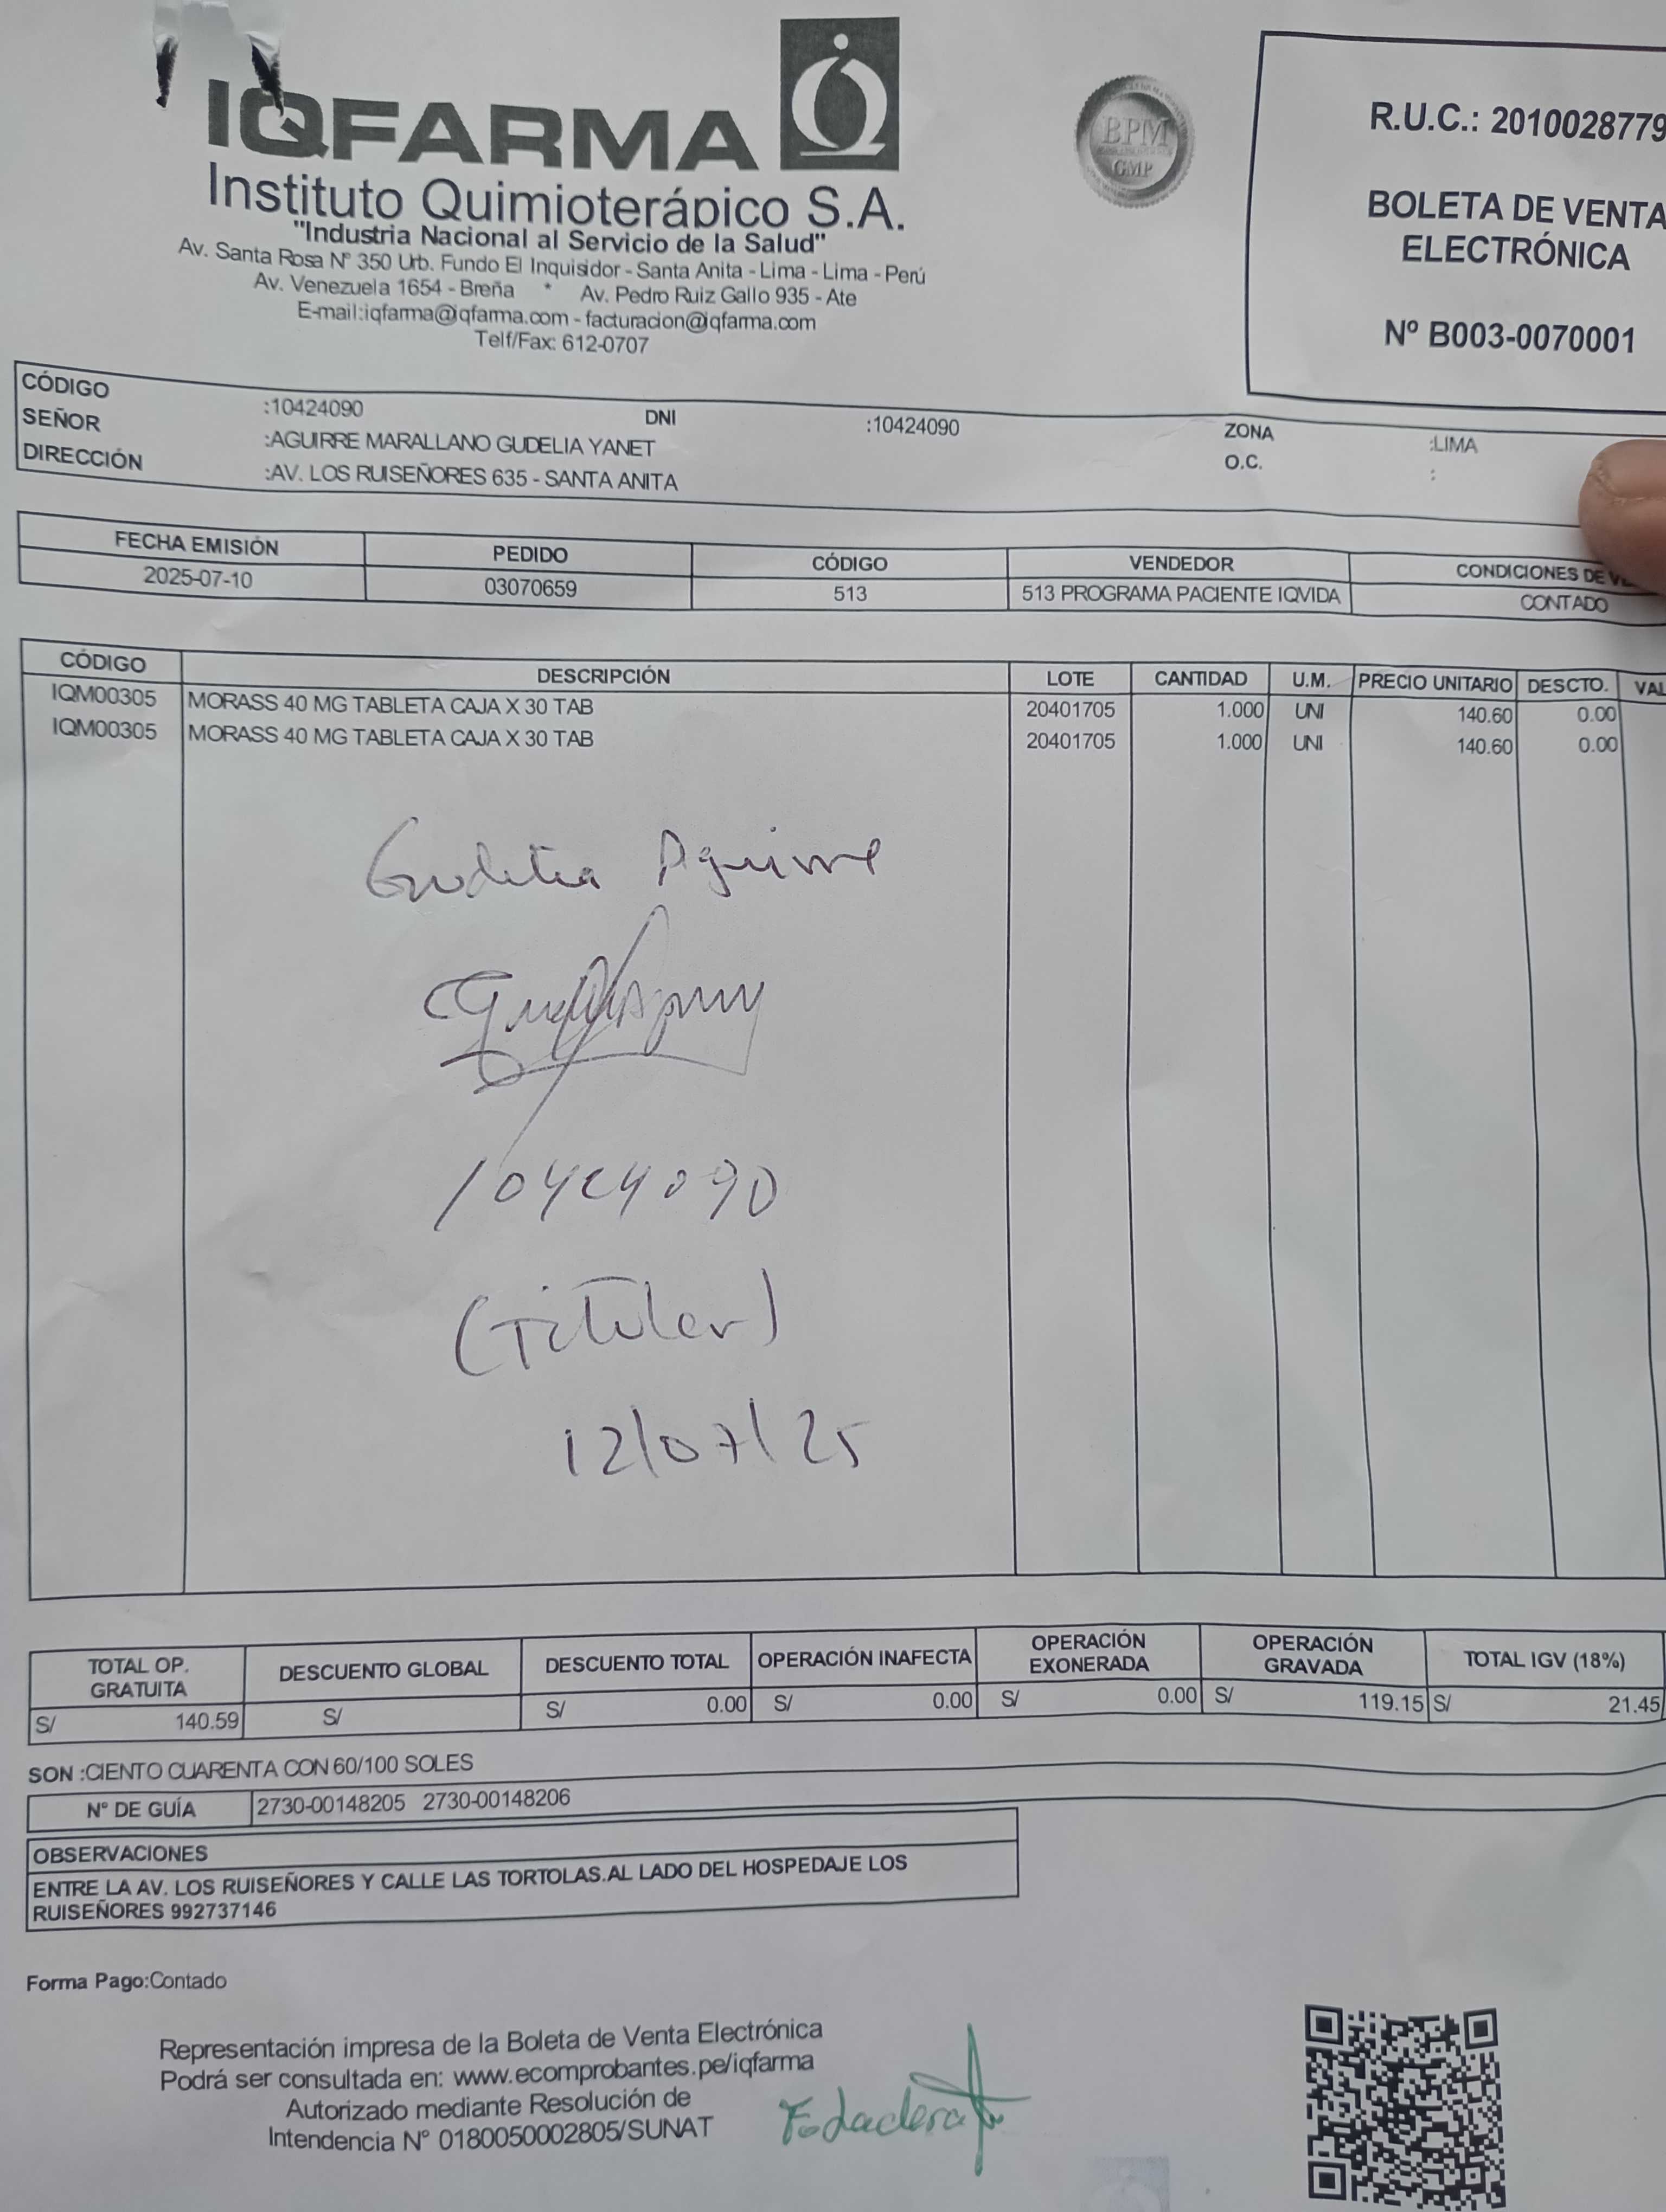 IQFARMA
Instituto Quimioterápico S.A.
"Industria Nacional al Servicio de la Salud"
Av. Santa Rosa Nº 350 Urb. Fundo El Inquisidor - Santa Anita - Lima - Lima - Perú
Av. Venezuela 1654 - Breña * Av. Pedro Ruiz Gallo 935 - Ate
E-mail:iqfarma@iqfarma.com - facturacion@iqfarma.com
Telf/Fax: 612-0707
BPM
GMP
R.U.C.: 2010028779
BOLETA DE VENTA
ELECTRÓNICA
Nº B003-0070001
CÓDIGO :10424090 DNI :10424090 ZONA :LIMA
SEÑOR :AGUIRRE MARALLANO GUDELIA YANET O.C. :
DIRECCIÓN :AV. LOS RUISEÑORES 635 - SANTA ANITA
FECHA EMISIÓN PEDIDO CÓDIGO VENDEDOR CONDICIONES DE
2025-07-10 03070659 513 513 PROGRAMA PACIENTE IQVIDA CONTADO
CÓDIGO DESCRIPCIÓN LOTE CANTIDAD U.M. PRECIO UNITARIO DESCTO. VAL
IQM00305 MORASS 40 MG TABLETA CAJA X 30 TAB 20401705 1.000 UNI 140.60 0.00
IQM00305 MORASS 40 MG TABLETA CAJA X 30 TAB 20401705 1.000 UNI 140.60 0.00
Gudelia Aguirre
10424090
(Titular)
12/07/25
TOTAL OP. GRATUITA DESCUENTO GLOBAL DESCUENTO TOTAL OPERACIÓN INAFECTA OPERACIÓN EXONERADA OPERACIÓN GRAVADA TOTAL IGV (18%)
S/ 140.59 S/ S/ 0.00 S/ 0.00 S/ 0.00 S/ 119.15 S/ 21.45
SON :CIENTO CUARENTA CON 60/100 SOLES
Nº DE GUÍA 2730-00148205 2730-00148206
OBSERVACIONES
ENTRE LA AV. LOS RUISEÑORES Y CALLE LAS TORTOLAS.AL LADO DEL HOSPEDAJE LOS
RUISEÑORES 992737146
Forma Pago:Contado
Representación impresa de la Boleta de Venta Electrónica
Podrá ser consultada en: www.ecomprobantes.pe/iqfarma
Autorizado mediante Resolución de
Intendencia Nº 0180050002805/SUNAT